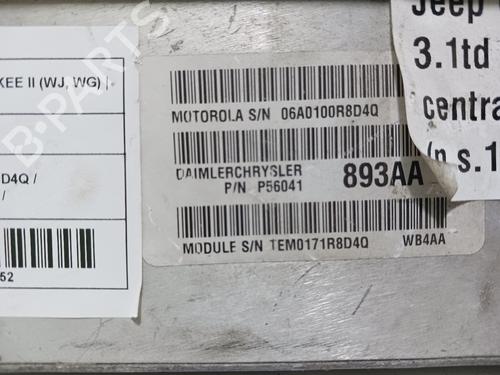 KEE II (WJ, WG) |
D4Q /
/
52
B-PARTS
MOTOROLA S/N 06A0100R8D4Q
DAIMLERCHRYSLER
P/N P56041 893AA
MODULE S/N TEM0171R8D4Q WB4AA
Jeep
3.1td
centra
(n s.1